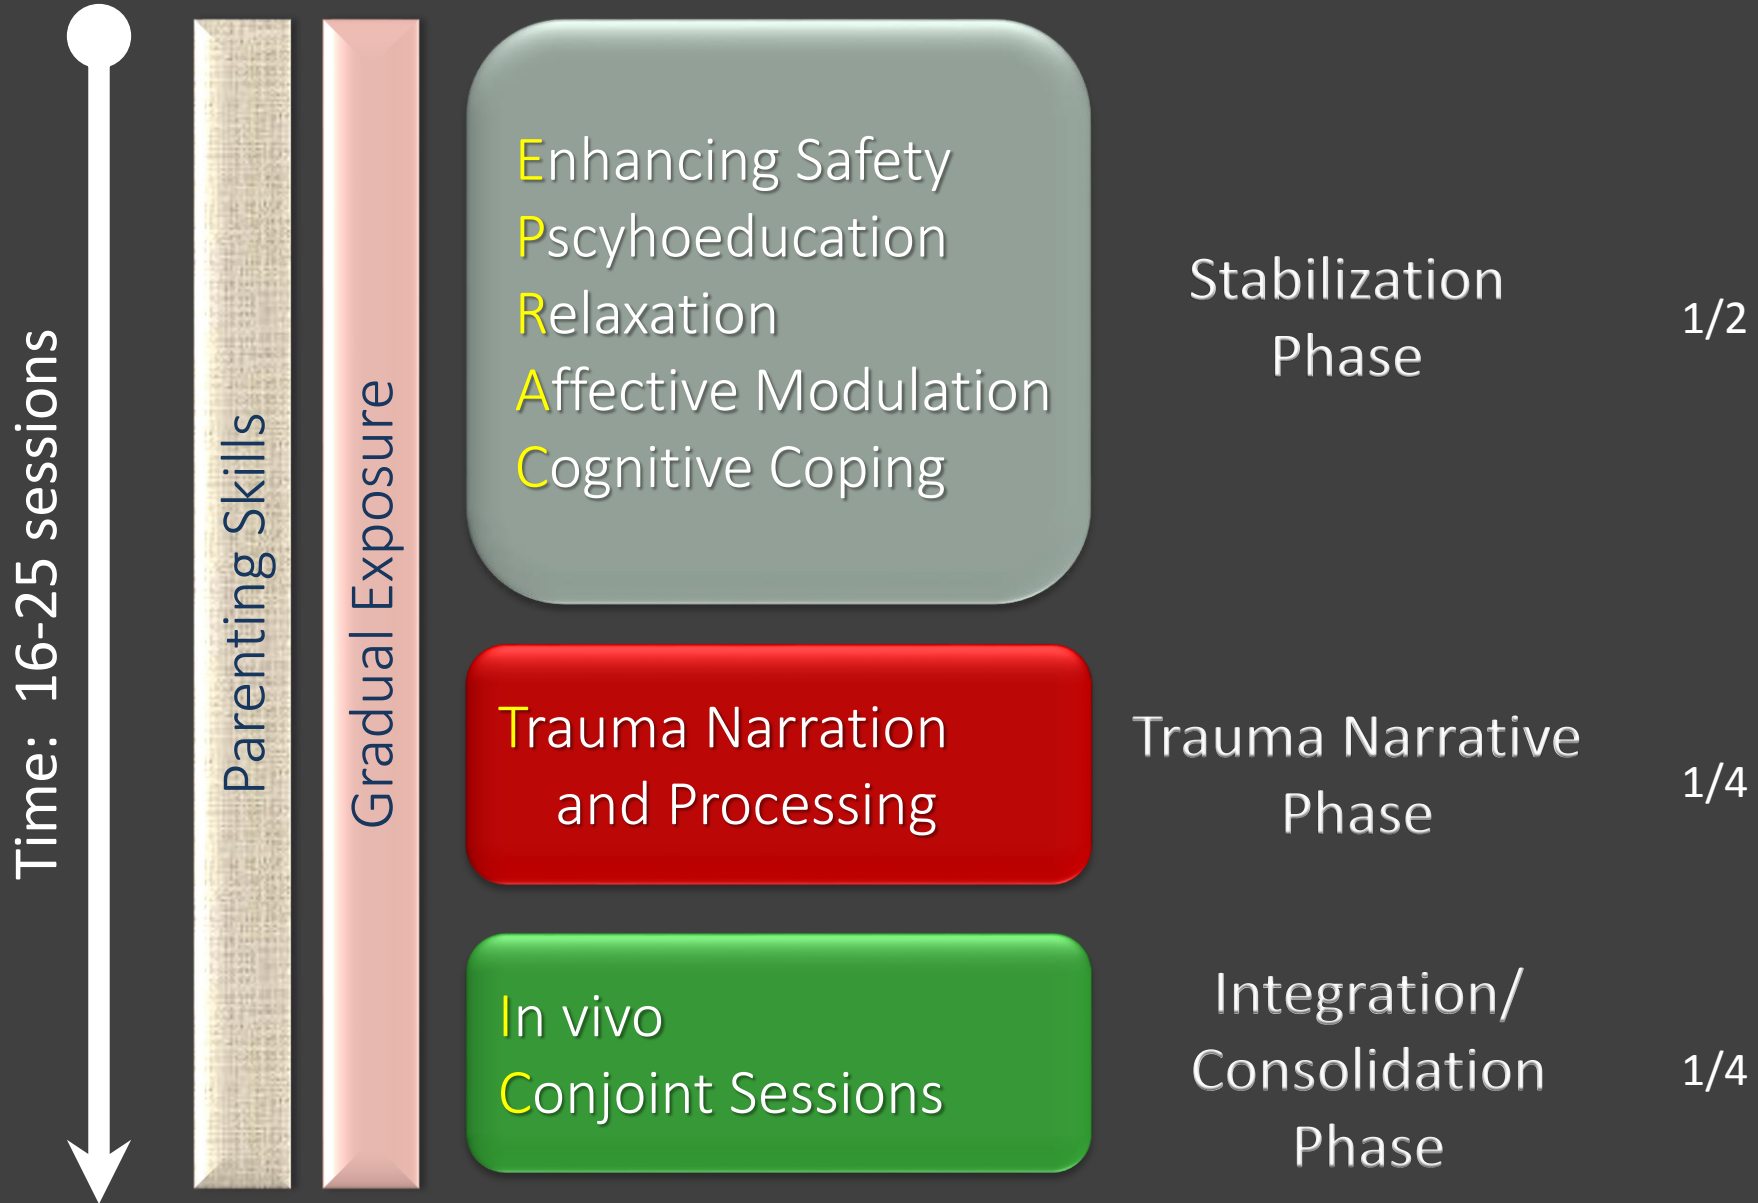 Time:  16-25 sessions
Parenting Skills
Gradual Exposure
Enhancing Safety
Pscyhoeducation
Relaxation
Affective Modulation
Cognitive Coping
Stabilization
Phase
1/2
Trauma Narration
and Processing
Trauma Narrative
Phase
1/4
In vivo
Conjoint Sessions
Integration/
Consolidation
Phase
1/4